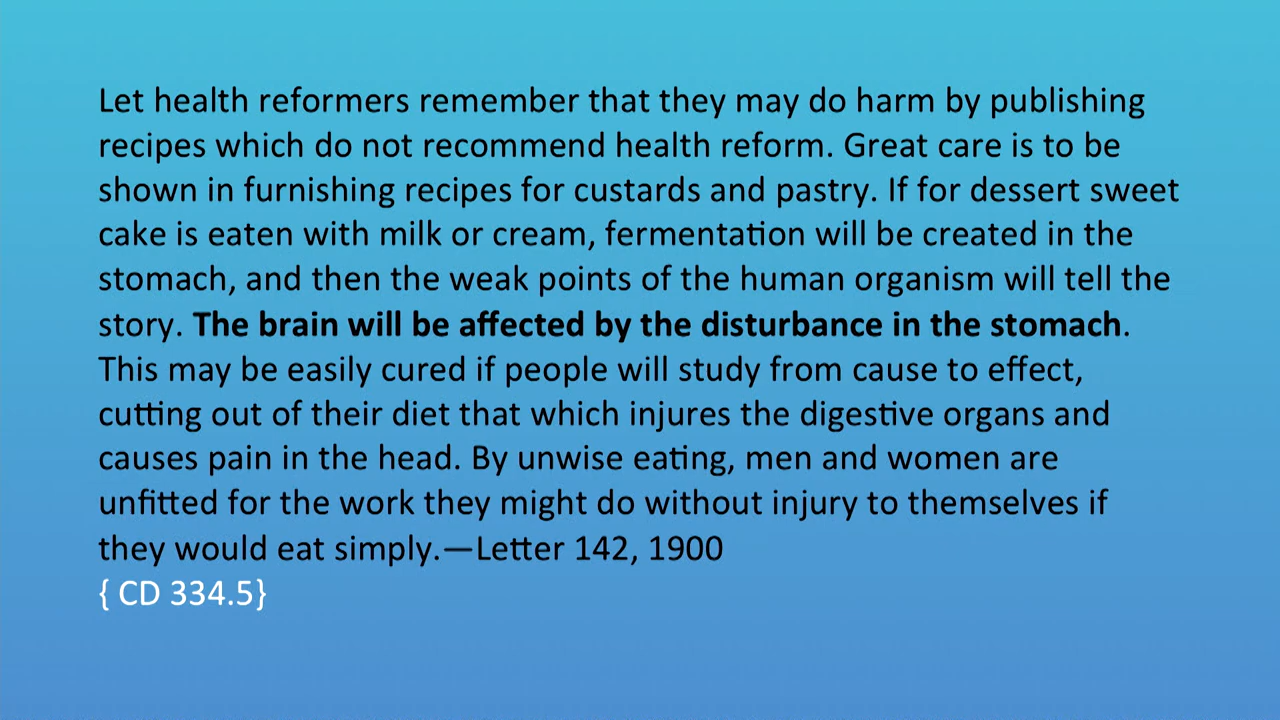 Let health reformers remember that they may do harm by publishing
recipes which do not recommend health reform. Great care is to be
shown in furnishing recipes for custards and pastry. If for dessert sweet
cake is eaten with milk or cream, fermentation will be created in the
stomach, and then the weak points of the human organism will tell the
story. The brain will be affected by the disturbance in the stomach.
This may be easily cured if people will study from cause to effect,
cutting out of their diet that which injures the digestive organs and
causes pain in the head. By unwise eating, men and women are
unfitted for the work they might do without injury to themselves if
they would eat simply.—Letter 142, 1900
{ CD 334.5}